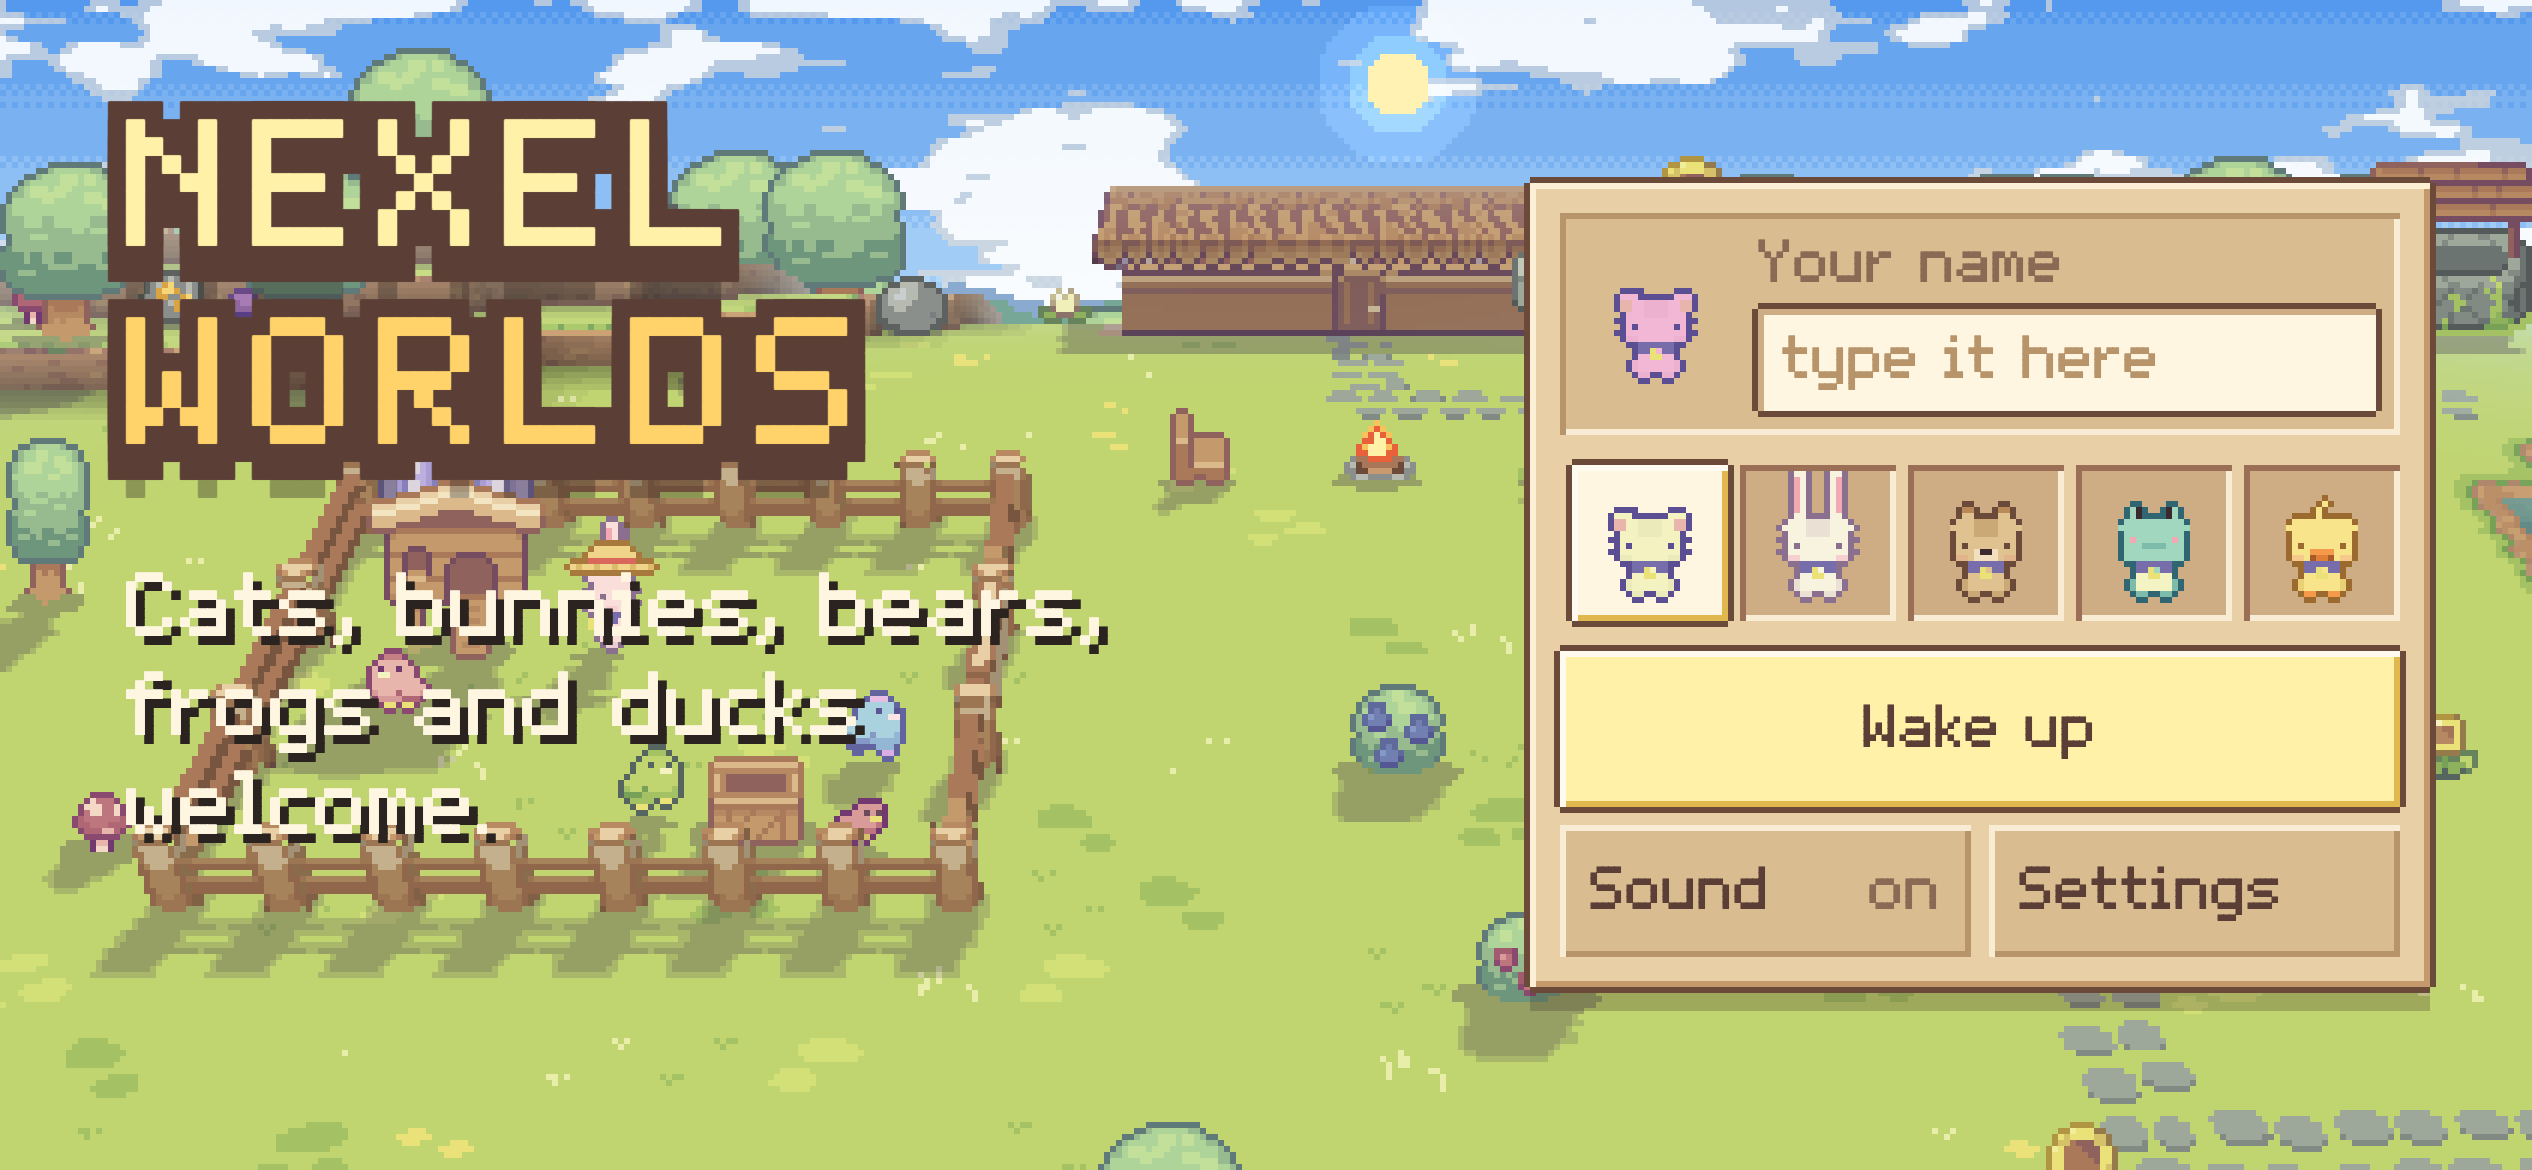 NEXEL
WORLDS
Cats, bunnies, bears,
frogs and ducks
welcome.
Your name
type it here
Wake up
Sound on
Settings